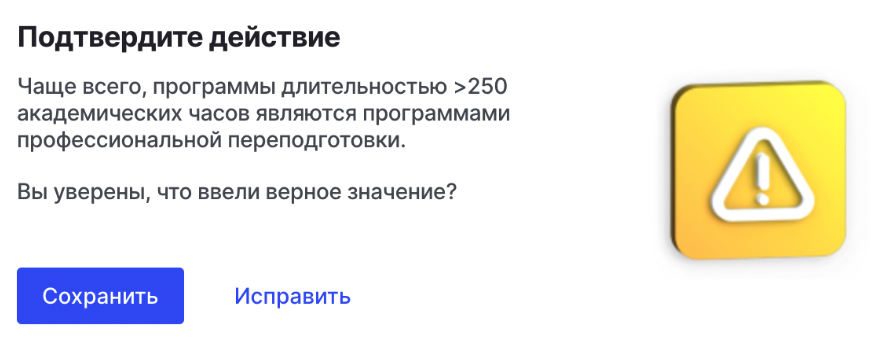 Подтвердите действие
Чаще всего, программы длительностью >250
академических часов являются программами
профессиональной переподготовки.
Вы уверены, что ввели верное значение?
Сохранить
Исправить